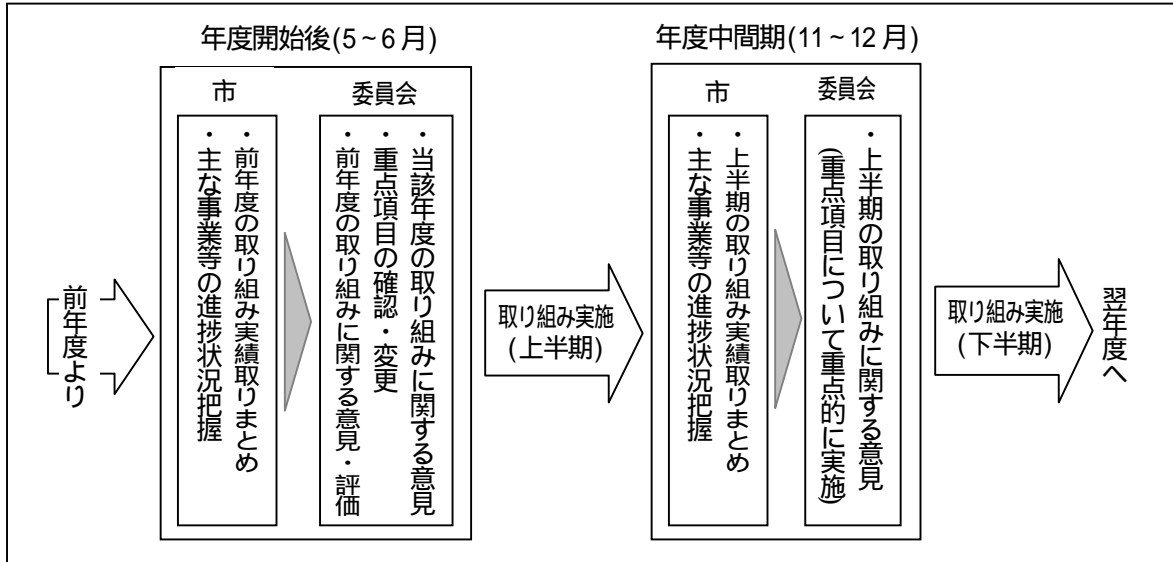 年度開始後(5~6月)
年度中間期(11~12月)
前年度より
市
・前年度の取り組み実績取りまとめ
・主な事業等の進捗状況把握
委員会
・当該年度の取り組みに関する意見
・重点項目の確認・変更
・前年度の取り組みに関する意見・評価
取り組み実施
(上半期)
市
・上半期の取り組み実績取りまとめ
・主な事業等の進捗状況把握
委員会
・上半期の取り組みに関する意見
(重点項目について重点的に実施)
取り組み実施
(下半期)
翌年度へ